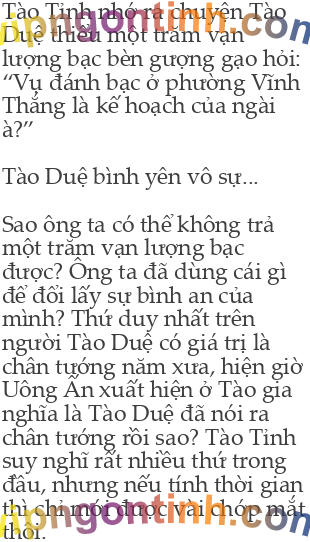 Tào Tỉnh nhớ ra chuyện Tào
Duệ thiếu một trăm vạn
lượng bạc bèn gượng gạo hỏi:
“Vụ đánh bạc ở phường Vĩnh
Thắng là kế hoạch của ngài
à?”
Tào Duệ bình yên vô sự...
Sao ông ta có thể không trả
một trăm vạn lượng bạc
được? Ông ta đã dùng cái gì
để đổi lấy sự bình an của
mình? Thứ duy nhất trên
người Tào Duệ có giá trị là
chân tướng năm xưa, hiện giờ
Uông Ấn xuất hiện ở Tào gia
nghĩa là Tào Duệ đã nói ra
chân tướng rồi sao? Tào Tỉnh
suy nghĩ rất nhiều thứ trong
đầu, nhưng nếu tính thời gian
thì chỉ mới được vài chớp mắt
thôi.